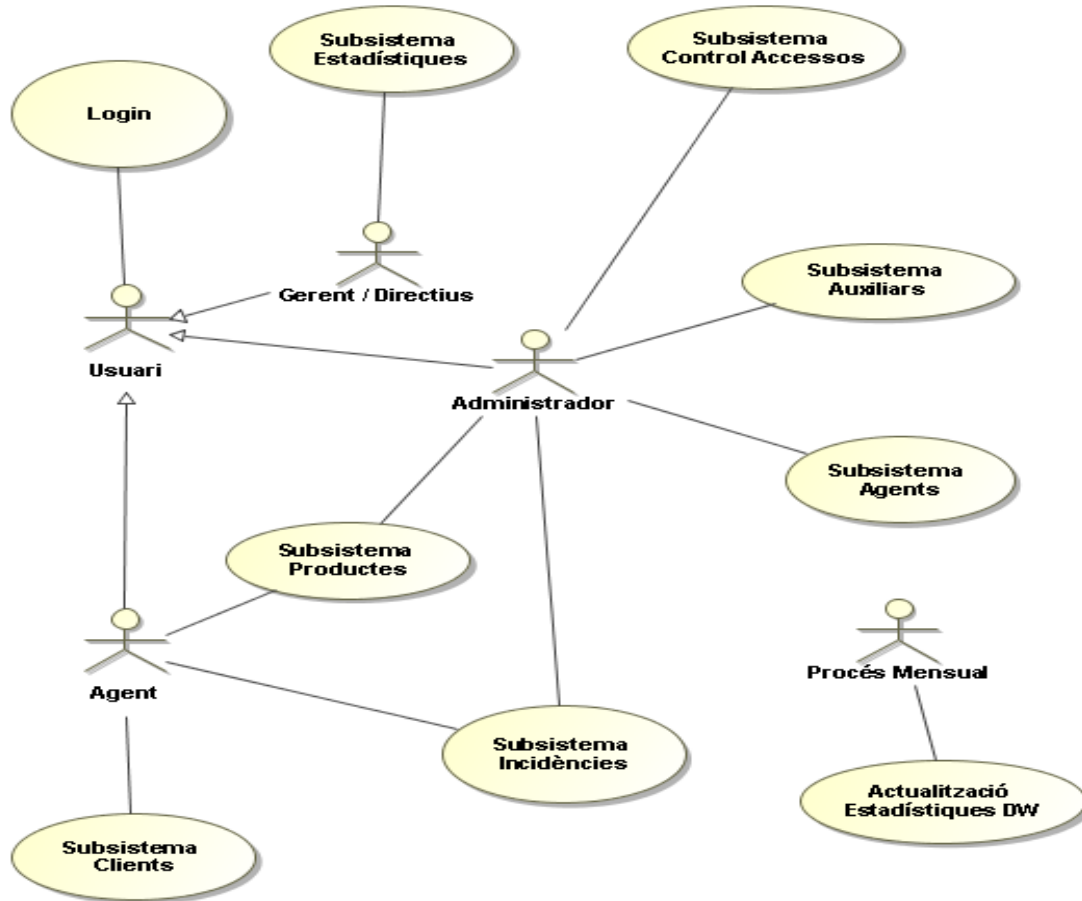 Subsistema
Estadístiques
Subsistema
Control Accessos
Login
Gerent / Directius
Subsistema
Auxiliars
Usuari
Administrador
Subsistema
Agents
Subsistema
Productes
Procés Mensual
Agent
Subsistema
Incidències
Actualització
Estadístiques DW
Subsistema
Clients